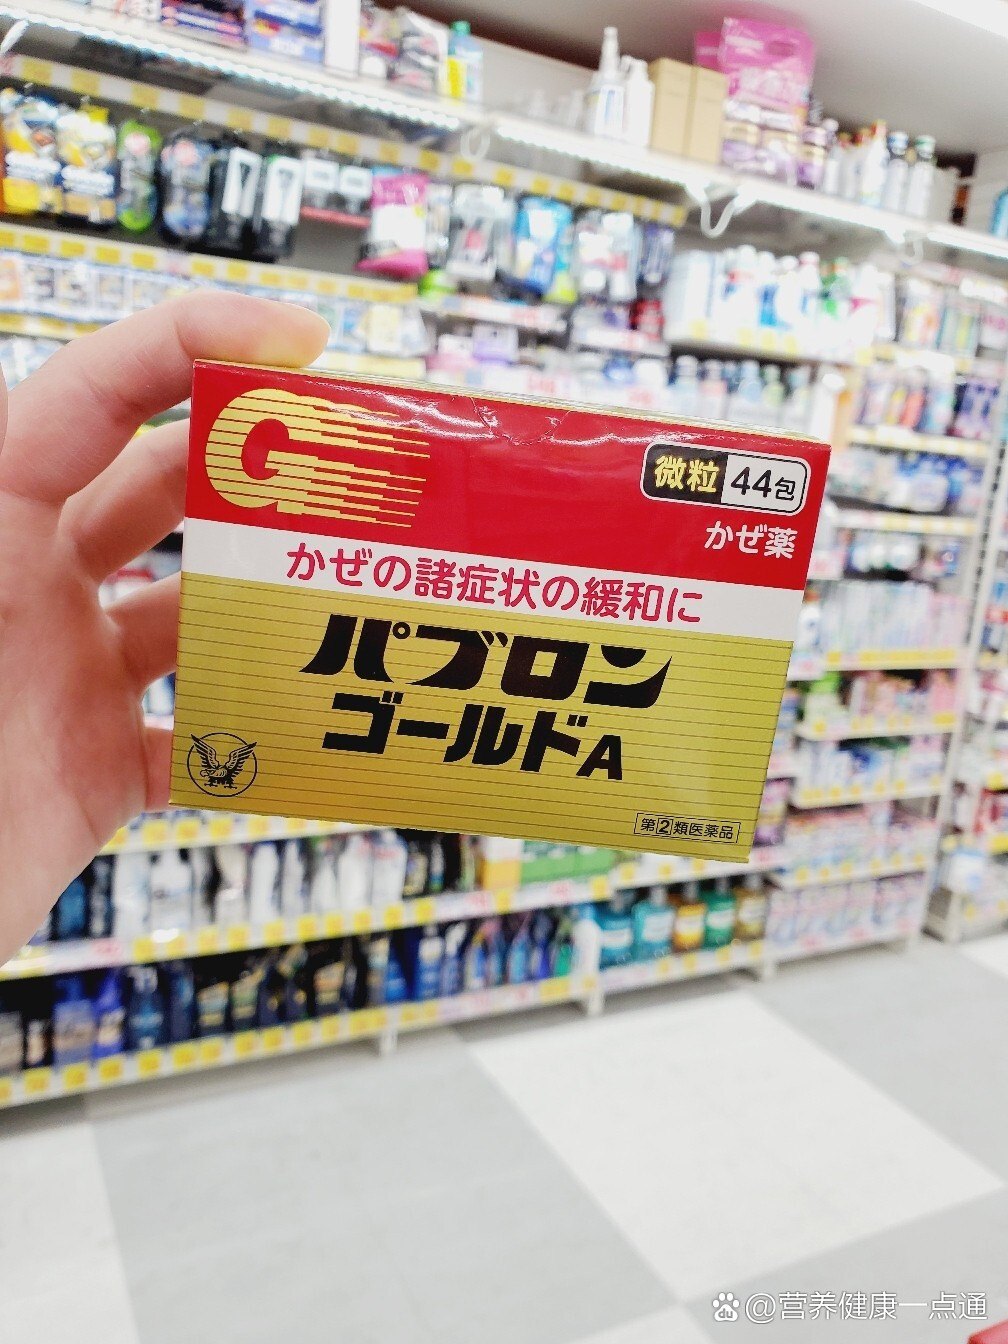 G
微粒 44包
かぜ薬
かぜの諸症状の緩和に
パブロン
ゴールドA
第②類医薬品
du @营养健康一点通